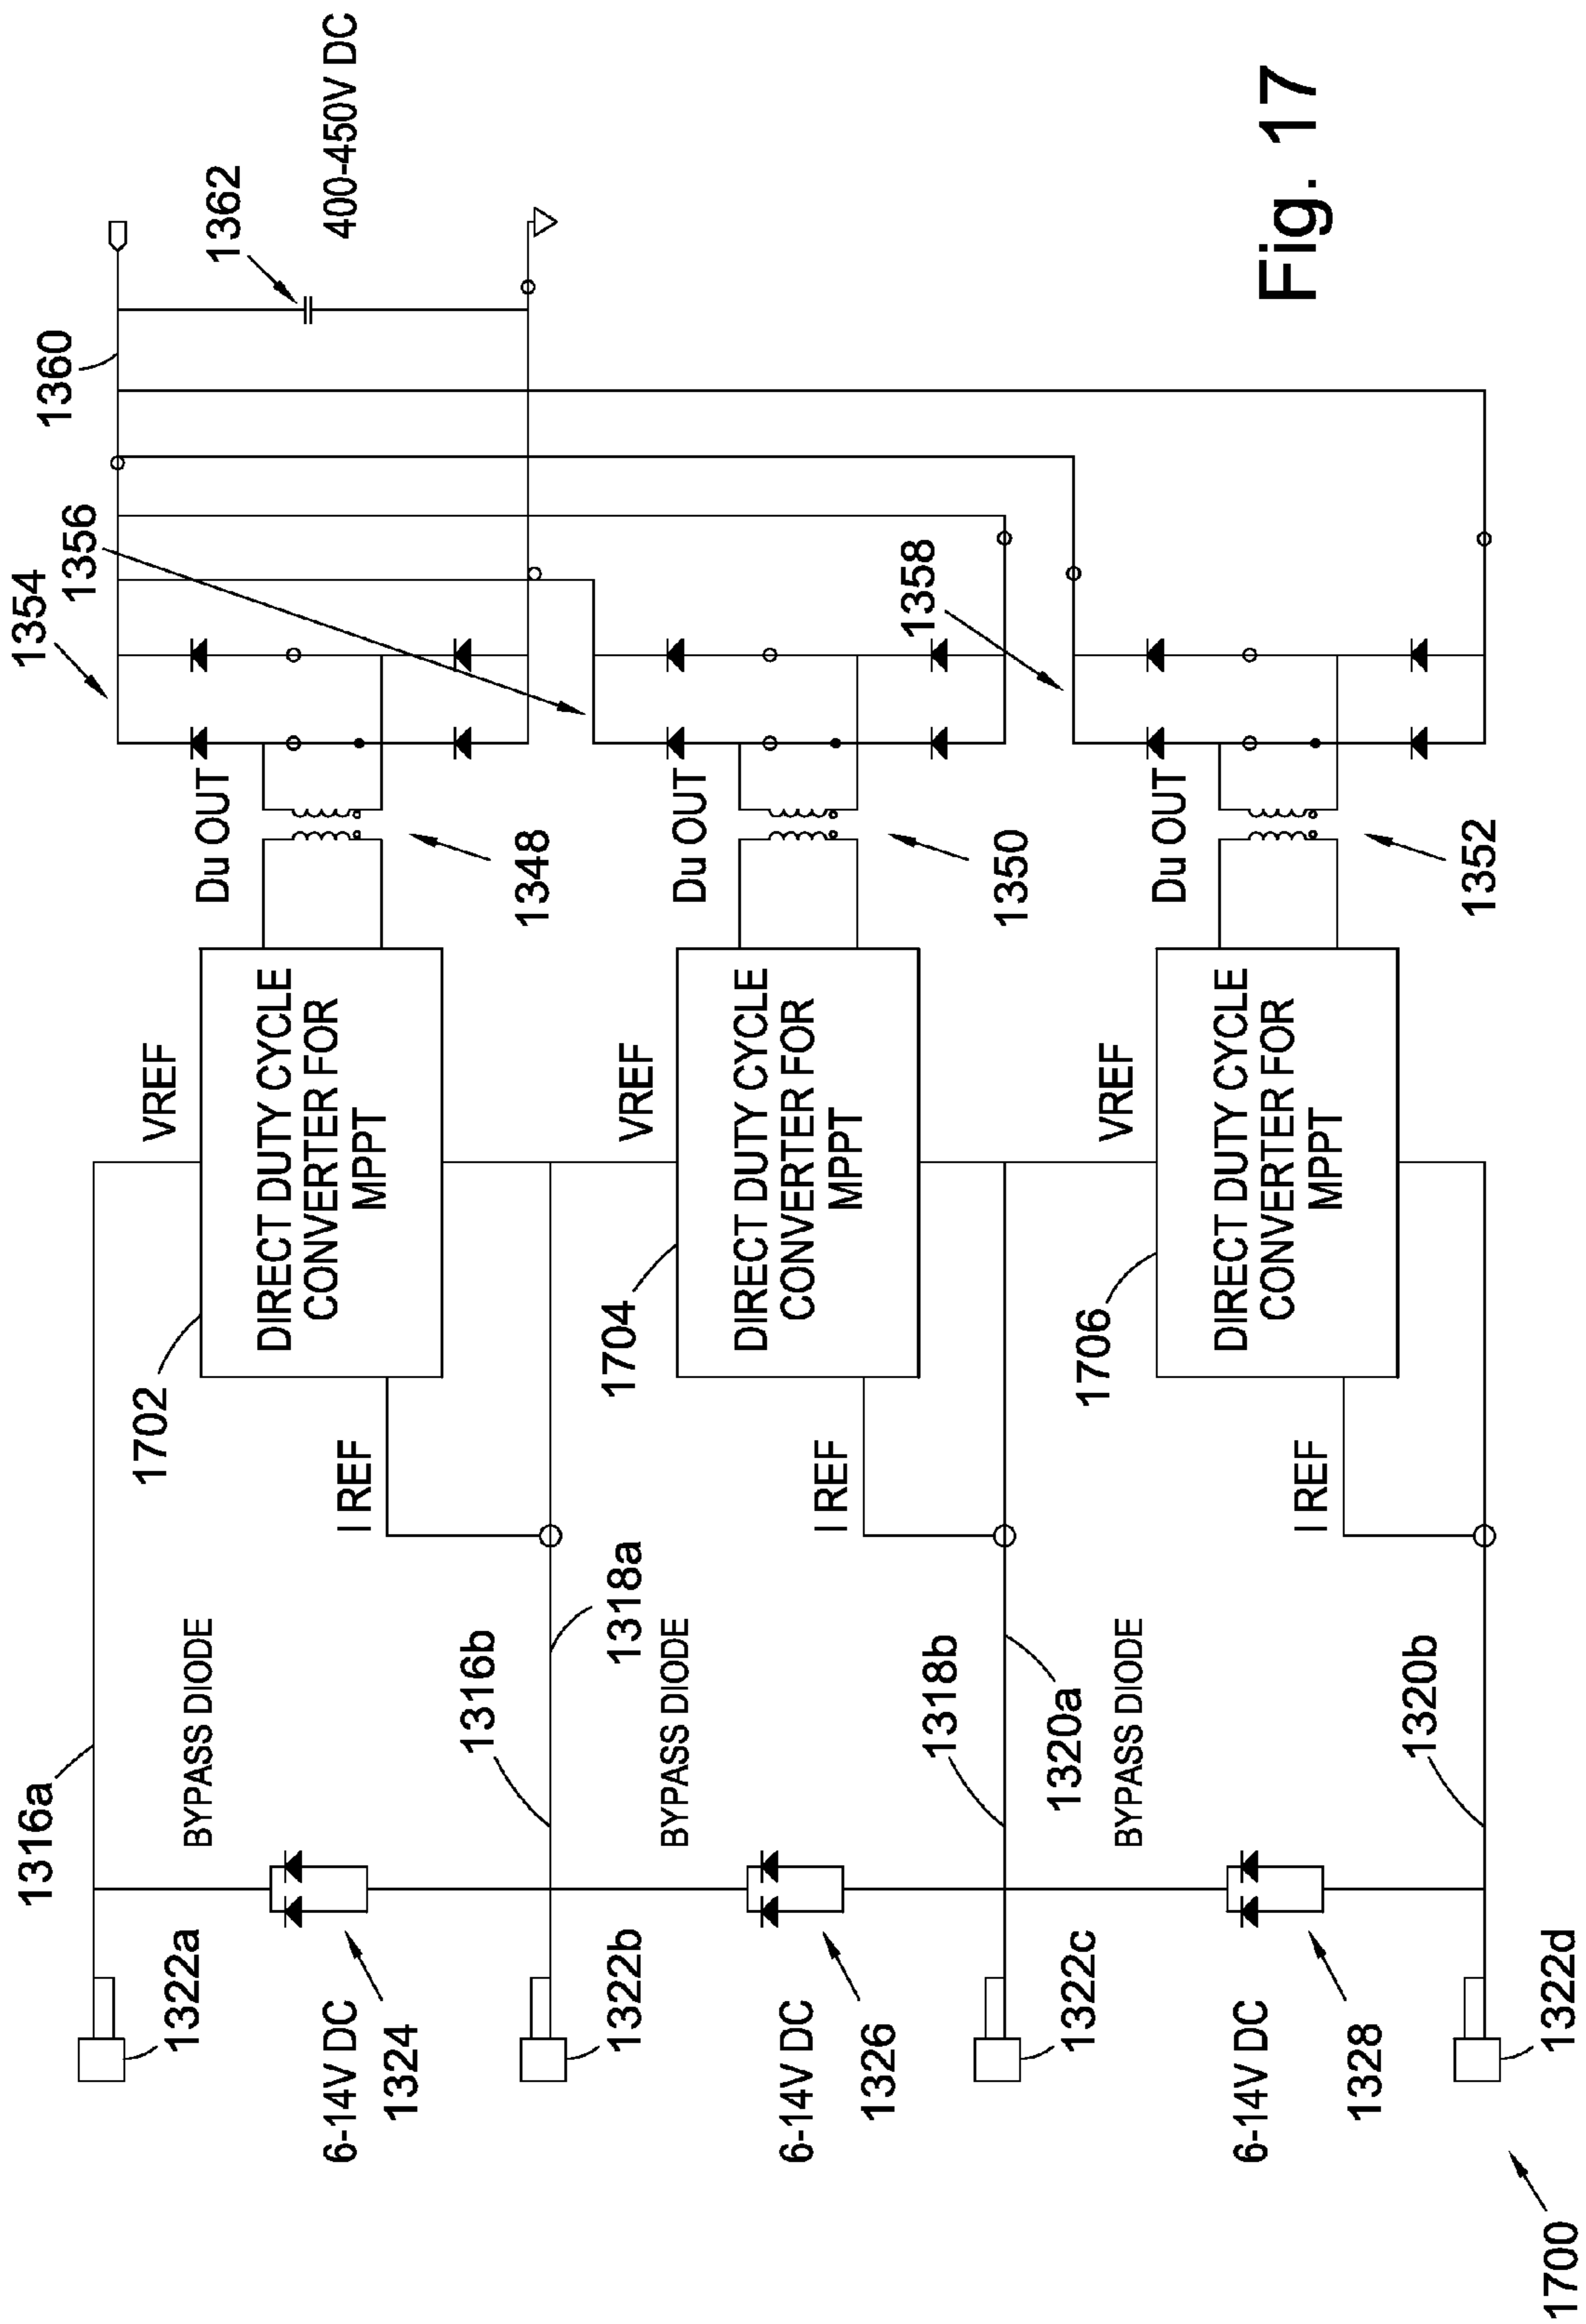 1316a
1322a
BYPASS DIODE
6-14V DC
1324
1316b
1322b
1318a
BYPASS DIODE
6-14V DC
1326
1318b
1322c
1320a
BYPASS DIODE
6-14V DC
1328
1320b
1322d
1700
1702
VREF
DIRECT DUTY CYCLE
CONVERTER FOR
MPPT
I REF
1704
VREF
DIRECT DUTY CYCLE
CONVERTER FOR
MPPT
I REF
1706
VREF
DIRECT DUTY CYCLE
CONVERTER FOR
MPPT
I REF
Du OUT
1348
Du OUT
1350
Du OUT
1352
1354
1356
1358
1360
1362
400-450V DC
Fig. 17